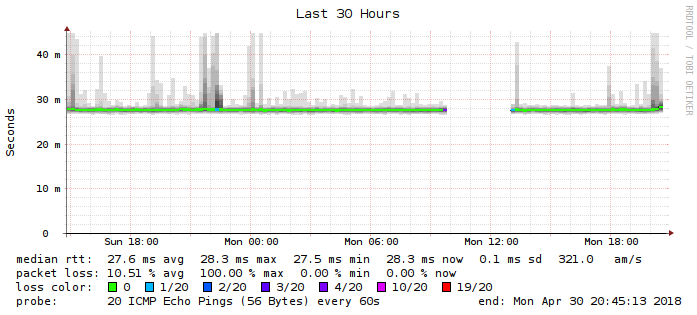 Last 30 Hours
RRDTOOL / TOBI OETIKER
Seconds
40 m
30 m
20 m
10 m
0
Sun 18:00 Mon 00:00 Mon 06:00 Mon 12:00 Mon 18:00
median rtt: 27.6 ms avg 28.3 ms max 27.5 ms min 28.3 ms now 0.1 ms sd 321.0 am/s
packet loss: 10.51 % avg 100.00 % max 0.00 % min 0.00 % now
loss color: 0 1/20 2/20 3/20 4/20 10/20 19/20
probe: 20 ICMP Echo Pings (56 Bytes) every 60s end: Mon Apr 30 20:45:13 2018